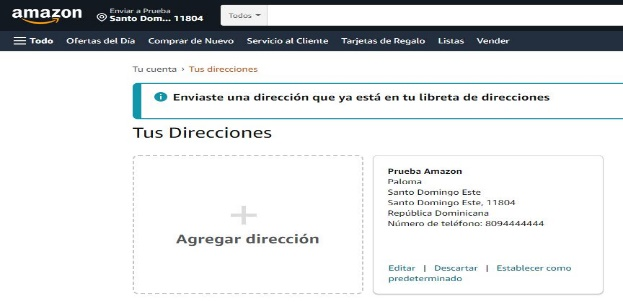 amazon
Enviar a Prueba
Santo Dom... 11804
Todos
Todo Ofertas del Día Comprar de Nuevo Servicio al Cliente Tarjetas de Regalo Listas Vender
Tu cuenta › Tus direcciones
Enviaste una dirección que ya está en tu libreta de direcciones
Tus Direcciones
Agregar dirección
Prueba Amazon
Paloma
Santo Domingo Este
Santo Domingo Este, 11804
República Dominicana
Número de teléfono: 8094444444
Editar | Descartar | Establecer como
predeterminado